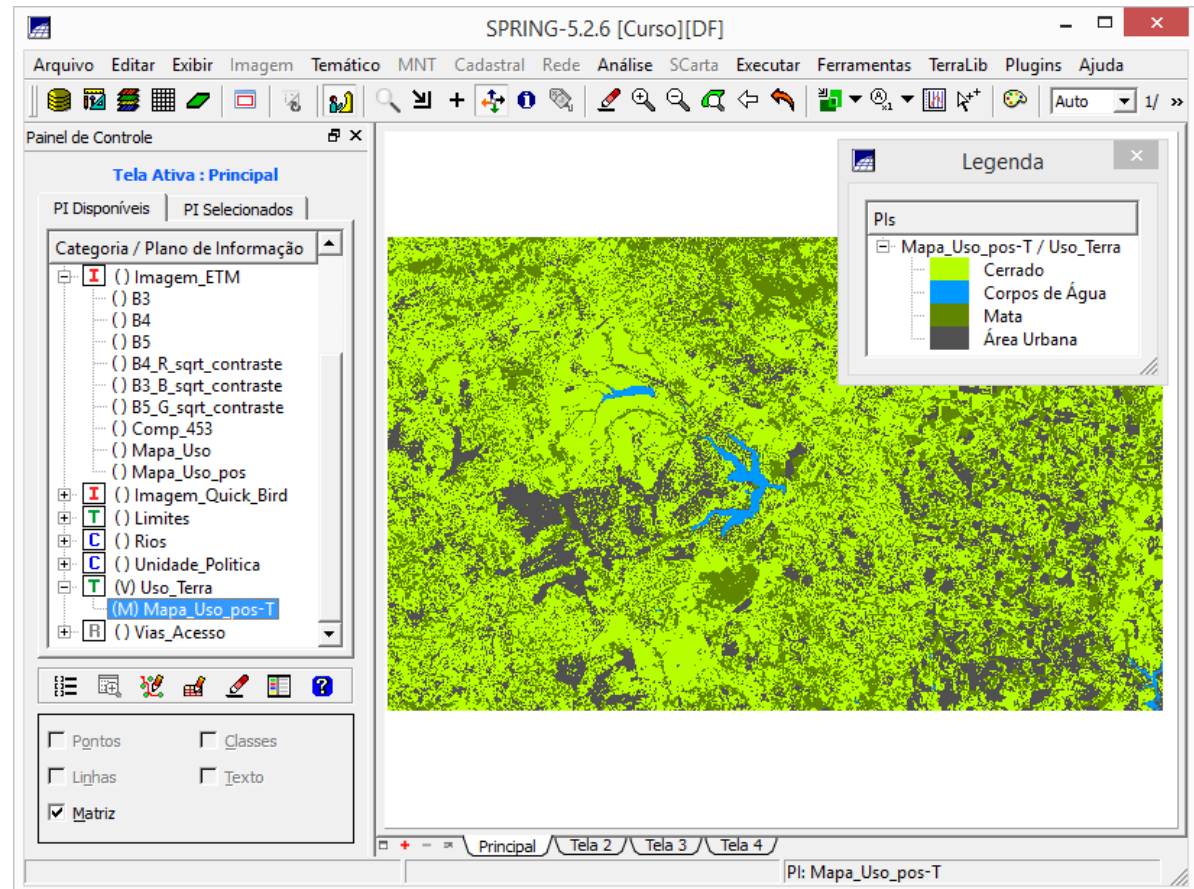 SPRING-5.2.6 [Curso][DF]
Arquivo Editar Exibir Imagem Temático MNT Cadastral Rede Análise SCarta Executar Ferramentas TerraLib Plugins Ajuda
Auto 1/ »
Painel de Controle
Tela Ativa : Principal
PI Disponíveis PI Selecionados
Categoria / Plano de Informação
I () Imagem_ETM
() B3
() B4
() B5
() B4_R_sqrt_contraste
() B3_B_sqrt_contraste
() B5_G_sqrt_contraste
() Comp_453
() Mapa_Uso
() Mapa_Uso_pos
I () Imagem_Quick_Bird
T () Limites
C () Rios
C () Unidade_Politica
T (V) Uso_Terra
(M) Mapa_Uso_pos-T
R () Vias_Acesso
Pontos Classes
Linhas Texto
Matriz
Legenda
PIs
Mapa_Uso_pos-T / Uso_Terra
Cerrado
Corpos de Água
Mata
Área Urbana
Principal Tela 2 Tela 3 Tela 4
PI: Mapa_Uso_pos-T